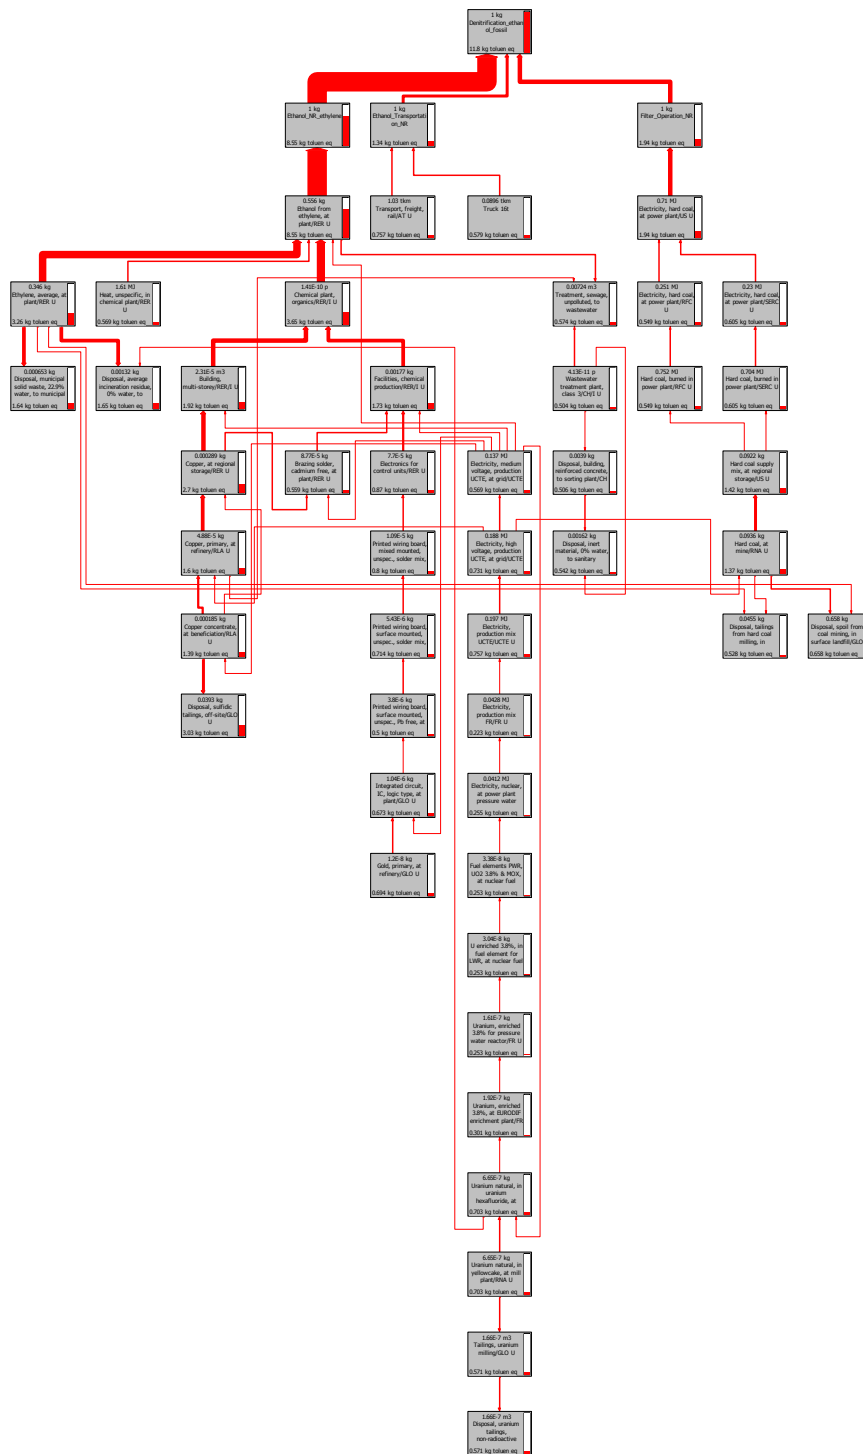 1 kg
Denitrification_ethan
ol_fossil
11.8 kg toluen eq
1 kg
Ethanol_NR_ethylene
8.55 kg toluen eq
1 kg
Ethanol_Transportati
on_NR
1.34 kg toluen eq
1 kg
Filter_Operation_NR
1.94 kg toluen eq
0.556 kg
Ethanol from
ethylene, at
plant/RER U
8.55 kg toluen eq
1.03 tkm
Transport, freight,
rail/AT U
0.757 kg toluen eq
0.0896 tkm
Truck 16t
0.579 kg toluen eq
0.71 MJ
Electricity, hard coal,
at power plant/US U
1.94 kg toluen eq
0.346 kg
Ethylene, average, at
plant/RER U
3.26 kg toluen eq
1.61 MJ
Heat, unspecific, in
chemical plant/RER
U
0.569 kg toluen eq
1.41E-10 p
Chemical plant,
organics/RER/I U
3.65 kg toluen eq
0.00724 m3
Treatment, sewage,
unpolluted, to
wastewater
0.574 kg toluen eq
0.251 MJ
Electricity, hard coal,
at power plant/RFC
U
0.549 kg toluen eq
0.23 MJ
Electricity, hard coal,
at power plant/SERC
U
0.605 kg toluen eq
0.000653 kg
Disposal, municipal
solid waste, 22.9%
water, to municipal
1.64 kg toluen eq
0.00132 kg
Disposal, average
incineration residue,
0% water, to
1.65 kg toluen eq
2.31E-5 m3
Building,
multi-storey/RER/I U
1.92 kg toluen eq
0.00177 kg
Facilities, chemical
production/RER/I U
1.73 kg toluen eq
4.13E-11 p
Wastewater
treatment plant,
class 3/CH/I U
0.504 kg toluen eq
0.752 MJ
Hard coal, burned in
power plant/RFC U
0.549 kg toluen eq
0.704 MJ
Hard coal, burned in
power plant/SERC
U
0.605 kg toluen eq
0.000289 kg
Copper, at regional
storage/RER U
2.7 kg toluen eq
8.77E-5 kg
Brazing solder,
cadmium free, at
plant/RER U
0.559 kg toluen eq
7.7E-5 kg
Electronics for
control units/RER U
0.87 kg toluen eq
0.137 MJ
Electricity, medium
voltage, production
UCTE, at grid/UCTE
0.569 kg toluen eq
0.0039 kg
Disposal, building,
reinforced concrete,
to sorting plant/CH
0.506 kg toluen eq
0.0922 kg
Hard coal supply
mix, at regional
storage/US U
1.42 kg toluen eq
4.88E-5 kg
Copper, primary, at
refinery/RLA U
1.6 kg toluen eq
1.09E-5 kg
Printed wiring board,
mixed mounted,
unspec., solder mix,
0.8 kg toluen eq
0.188 MJ
Electricity, high
voltage, production
UCTE, at grid/UCTE
0.731 kg toluen eq
0.00162 kg
Disposal, inert
material, 0% water,
to sanitary
0.542 kg toluen eq
0.0936 kg
Hard coal, at
mine/RNA U
1.37 kg toluen eq
0.000185 kg
Copper concentrate,
at beneficiation/RLA
U
1.39 kg toluen eq
5.43E-6 kg
Printed wiring board,
surface mounted,
unspec., solder mix,
0.714 kg toluen eq
0.197 MJ
Electricity,
production mix
UCTE/UCTE U
0.757 kg toluen eq
0.0455 kg
Disposal, tailings
from hard coal
milling, in
0.528 kg toluen eq
0.658 kg
Disposal, spoil from
coal mining, in
surface landfill/GLO
0.658 kg toluen eq
0.0393 kg
Disposal, sulfidic
tailings, off-site/GLO
U
3.03 kg toluen eq
3.8E-6 kg
Printed wiring board,
surface mounted,
unspec., Pb free, at
0.5 kg toluen eq
0.0428 MJ
Electricity,
production mix
FR/FR U
0.223 kg toluen eq
1.04E-6 kg
Integrated circuit,
IC, logic type, at
plant/GLO U
0.673 kg toluen eq
0.0412 MJ
Electricity, nuclear,
at power plant
pressure water
0.255 kg toluen eq
1.2E-8 kg
Gold, primary, at
refinery/GLO U
0.694 kg toluen eq
3.38E-8 kg
Fuel elements PWR,
UO2 3.8% & MOX,
at nuclear fuel
0.253 kg toluen eq
3.04E-8 kg
U enriched 3.8%, in
fuel element for
LWR, at nuclear fuel
0.253 kg toluen eq
1.61E-7 kg
Uranium, enriched
3.8% for pressure
water reactor/FR U
0.253 kg toluen eq
1.92E-7 kg
Uranium, enriched
3.8%, at EURODIF
enrichment plant/FR
0.301 kg toluen eq
6.65E-7 kg
Uranium natural, in
uranium
hexafluoride, at
0.703 kg toluen eq
6.65E-7 kg
Uranium natural, in
yellowcake, at mill
plant/RNA U
0.703 kg toluen eq
1.66E-7 m3
Tailings, uranium
milling/GLO U
0.571 kg toluen eq
1.66E-7 m3
Disposal, uranium
tailings,
non-radioactive
0.571 kg toluen eq